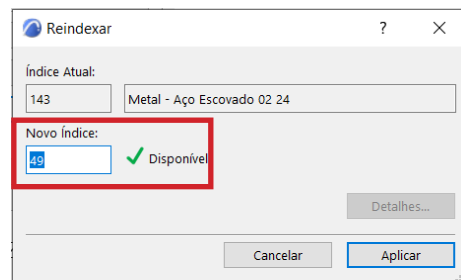 Reindexar
?
Índice Atual:
143
Metal - Aço Escovado 02 24
Novo Índice:
49
Disponível
Detalhes...
Cancelar
Aplicar